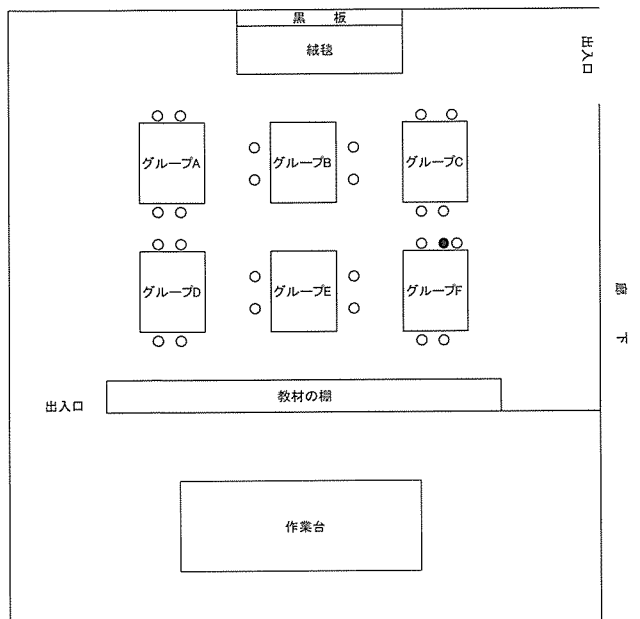 黒 板
絨毯
出入口
グループA
グループB
グループC
グループD
グループE
グループF
廊 下
教材の棚
出入口
作業台